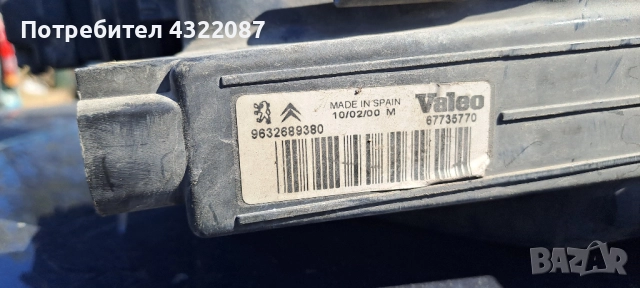 Потребител 4322087
MADE IN SPAIN
Valeo
10/02/00 M
9632689380
67735770
BAZAR